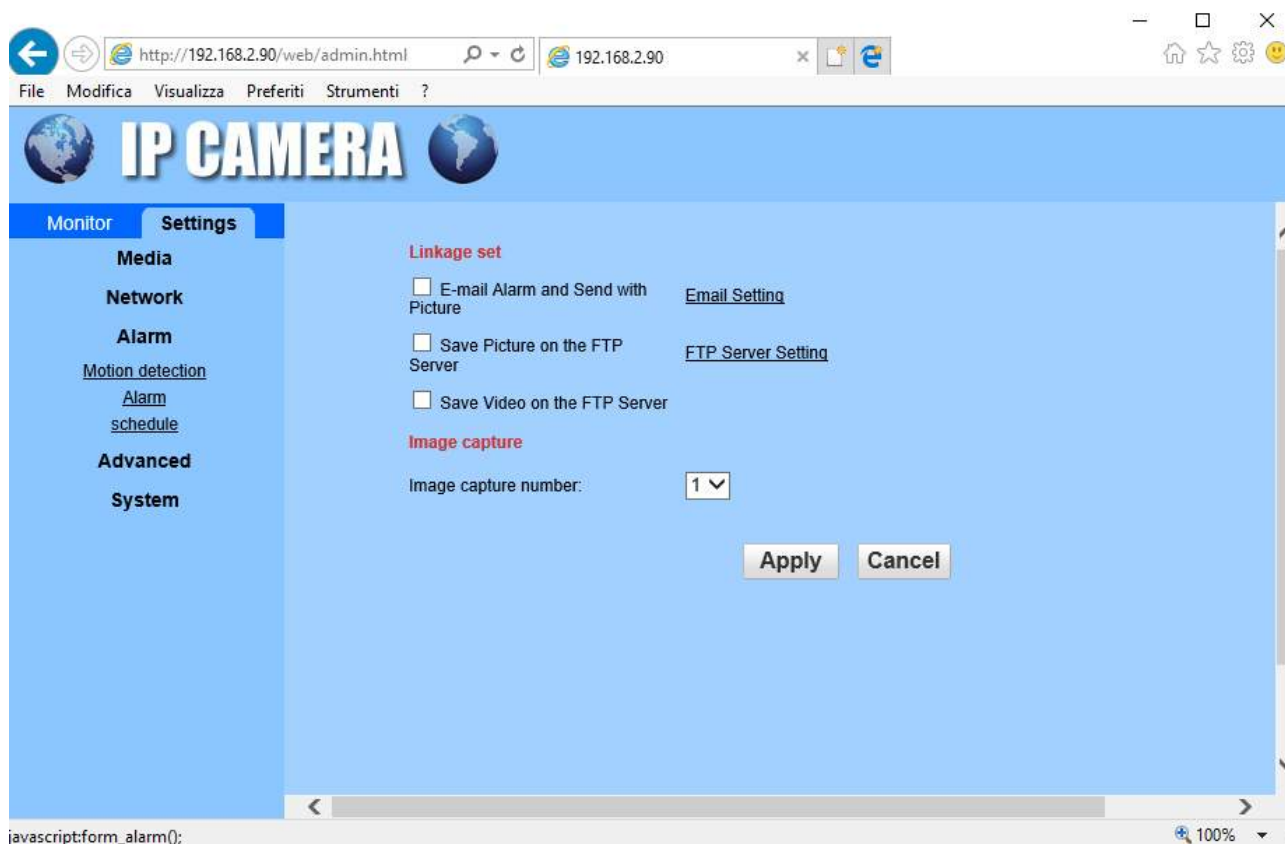 http://192.168.2.90/web/admin.html
192.168.2.90
File Modifica Visualizza Preferiti Strumenti ?
IP CAMERA
Monitor Settings
Media
Network
Alarm
Motion detection
Alarm
schedule
Advanced
System
Linkage set
E-mail Alarm and Send with
Picture
Email Setting
Save Picture on the FTP
Server
FTP Server Setting
Save Video on the FTP Server
Image capture
Image capture number:
1
Apply Cancel
javascript:form_alarm();
100%